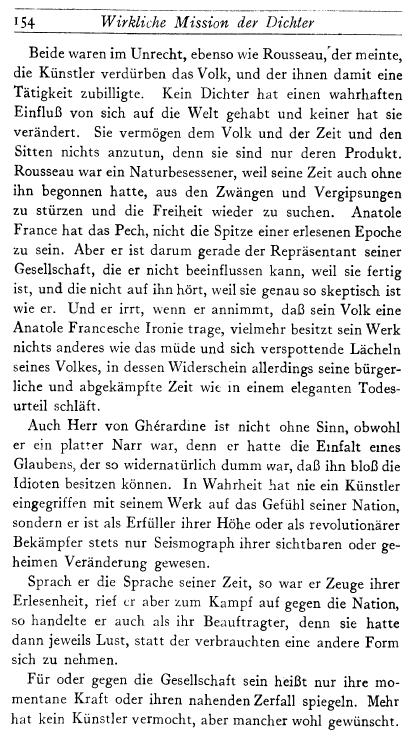 154 Wirkliche Mission der Dichter
Beide waren im Unrecht, ebenso wie Rousseau, der meinte,
die Künstler verdürben das Volk, und der ihnen damit eine
Tätigkeit zubilligte. Kein Dichter hat einen wahrhaften
Einfluß von sich auf die Welt gehabt und keiner hat sie
verändert. Sie vermögen dem Volk und der Zeit und den
Sitten nichts anzutun, denn sie sind nur deren Produkt.
Rousseau war ein Naturbesessener, weil seine Zeit auch ohne
ihn begonnen hatte, aus den Zwängen und Vergipsungen
zu stürzen und die Freiheit wieder zu suchen. Anatole
France hat das Pech, nicht die Spitze einer erlesenen Epoche
zu sein. Aber er ist darum gerade der Repräsentant seiner
Gesellschaft, die er nicht beeinflussen kann, weil sie fertig
ist, und die nicht auf ihn hört, weil sie genau so skeptisch ist
wie er. Und er irrt, wenn er annimmt, daß sein Volk eine
Anatole Francesche Ironie trage, vielmehr besitzt sein Werk
nichts anderes wie das müde und sich verspottende Lächeln
seines Volkes, in dessen Widerschein allerdings seine bürger-
liche und abgekämpfte Zeit wie in einem eleganten Todes-
urteil schläft.
Auch Herr von Ghérardine ist nicht ohne Sinn, obwohl
er ein platter Narr war, denn er hatte die Einfalt eines
Glaubens, der so widernatürlich dumm war, daß ihn bloß die
Idioten besitzen können. In Wahrheit hat nie ein Künstler
eingegriffen mit seinem Werk auf das Gefühl seiner Nation,
sondern er ist als Erfüller ihrer Höhe oder als revolutionärer
Bekämpfer stets nur Seismograph ihrer sichtbaren oder ge-
heimen Veränderung gewesen.
Sprach er die Sprache seiner Zeit, so war er Zeuge ihrer
Erlesenheit, rief er aber zum Kampf auf gegen die Nation,
so handelte er auch als ihr Beauftragter, denn sie hatte
dann jeweils Lust, statt der verbrauchten eine andere Form
sich zu nehmen.
Für oder gegen die Gesellschaft sein heißt nur ihre mo-
mentane Kraft oder ihren nahenden Zerfall spiegeln. Mehr
hat kein Künstler vermocht, aber mancher wohl gewünscht.